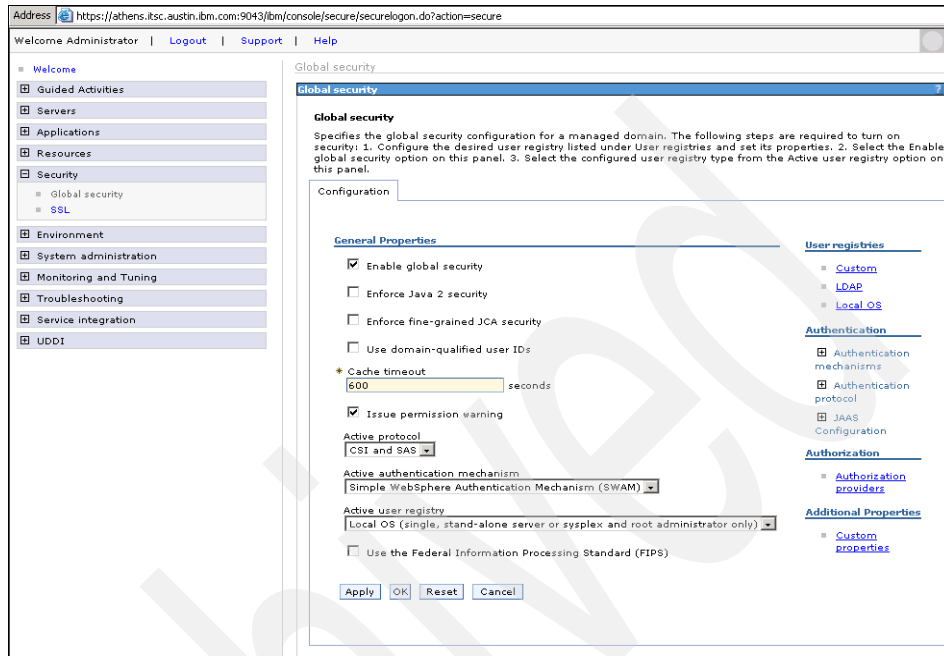 Address https://athens.itsc.austin.ibm.com:9043/ibm/console/secure/securelogon.do?action=secure
Welcome Administrator | Logout | Support | Help
Welcome
Guided Activities
Servers
Applications
Resources
Security
Global security
SSL
Environment
System administration
Monitoring and Tuning
Troubleshooting
Service integration
UDDI
Global security
Global security ?
Global security
Specifies the global security configuration for a managed domain. The following steps are required to turn on
security: 1. Configure the desired user registry listed under User registries and set its properties. 2. Select the Enable
global security option on this panel. 3. Select the configured user registry type from the Active user registry option on
this panel.
Configuration
General Properties
Enable global security
Enforce Java 2 security
Enforce fine-grained JCA security
Use domain-qualified user IDs
* Cache timeout
600 seconds
Issue permission warning
Active protocol
CSI and SAS
Active authentication mechanism
Simple WebSphere Authentication Mechanism (SWAM)
Active user registry
Local OS (single, stand-alone server or sysplex and root administrator only)
Use the Federal Information Processing Standard (FIPS)
Apply OK Reset Cancel
User registries
Custom
LDAP
Local OS
Authentication
Authentication
mechanisms
Authentication
protocol
JAAS
Configuration
Authorization
Authorization
providers
Additional Properties
Custom
properties
hived